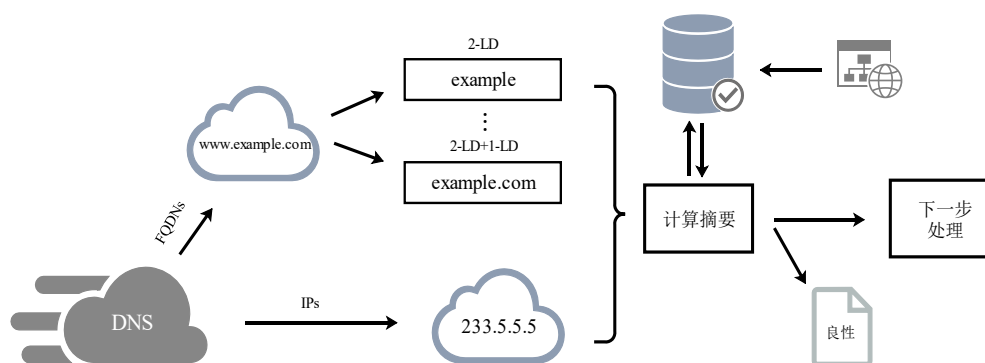 2-LD
example
⋮
2-LD+1-LD
example.com
www.example.com
FQDNs
DNS
IPs
233.5.5.5
计算摘要
下一步
处理
良性